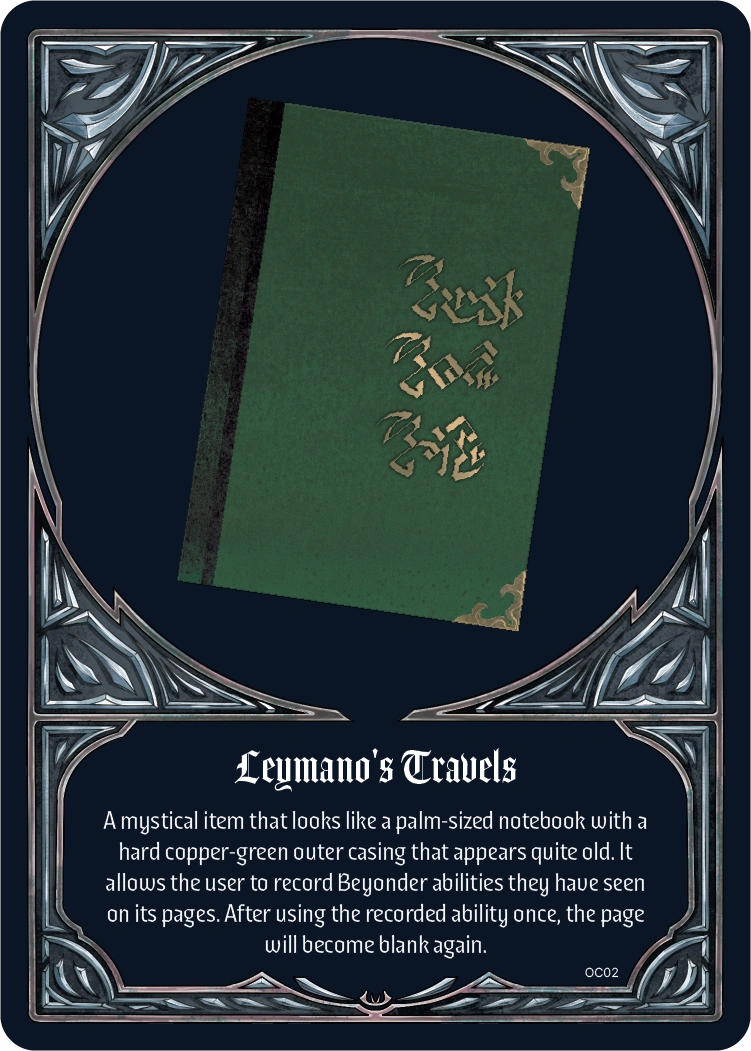 Leymano's Travels
A mystical item that looks like a palm-sized notebook with a
hard copper-green outer casing that appears quite old. It
allows the user to record Beyonder abilities they have seen
on its pages. After using the recorded ability once, the page
will become blank again.
OC02